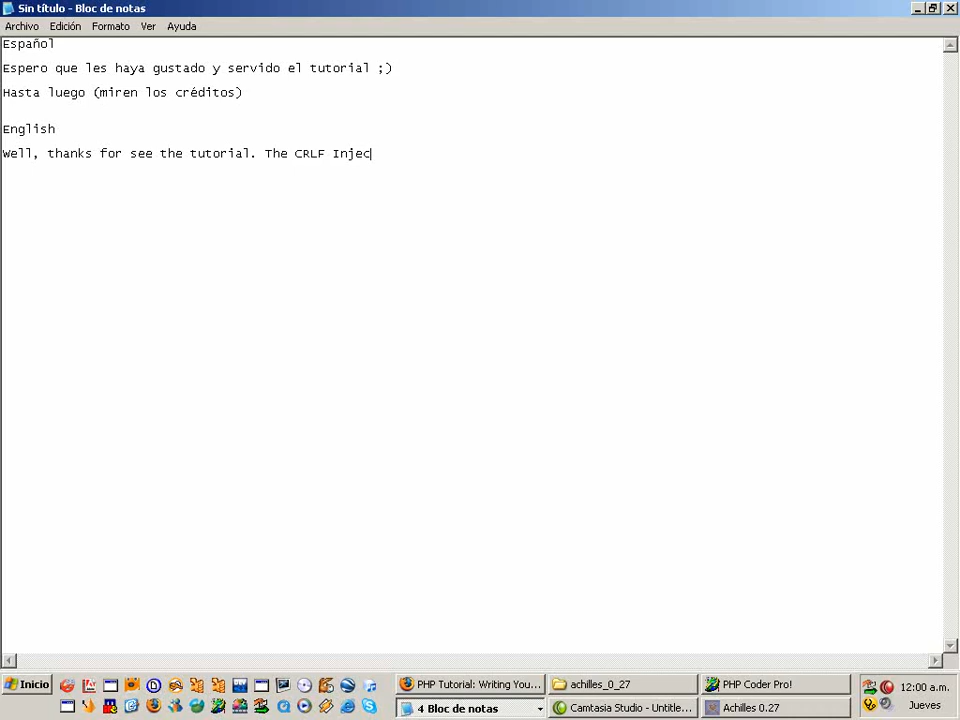 Sin título - Bloc de notas
Archivo Edición Formato Ver Ayuda
Español
Espero que les haya gustado y servido el tutorial ;)
Hasta luego (miren los créditos)
English
Well, thanks for see the tutorial. The CRLF Injec
Inicio
PHP Tutorial: Writing You...
achilles_0_27
PHP Coder Pro!
12:00 a.m.
4 Bloc de notas
Camtasia Studio - Untitle...
Achilles 0.27
Jueves